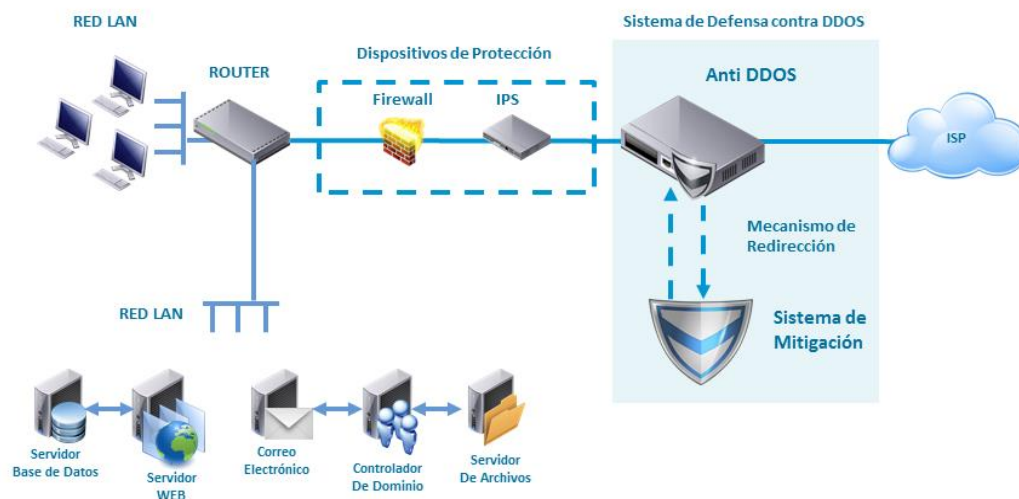 RED LAN
Sistema de Defensa contra DDOS
Dispositivos de Protección
ROUTER
Anti DDOS
Firewall
IPS
ISP
Mecanismo de
Redirección
RED LAN
Sistema de
Mitigación
Servidor
Base de Datos
Servidor
WEB
Correo
Electrónico
Controlador
De Dominio
Servidor
De Archivos